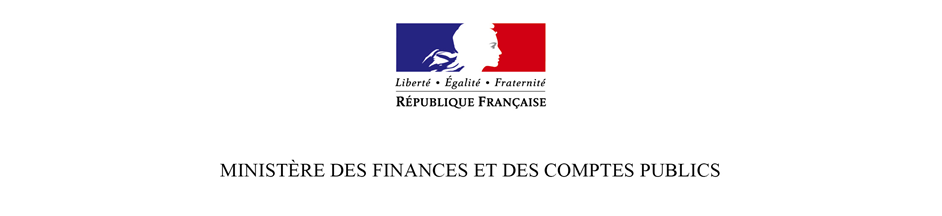 Liberté • Égalité • Fraternité
RÉPUBLIQUE FRANÇAISE
MINISTÈRE DES FINANCES ET DES COMPTES PUBLICS